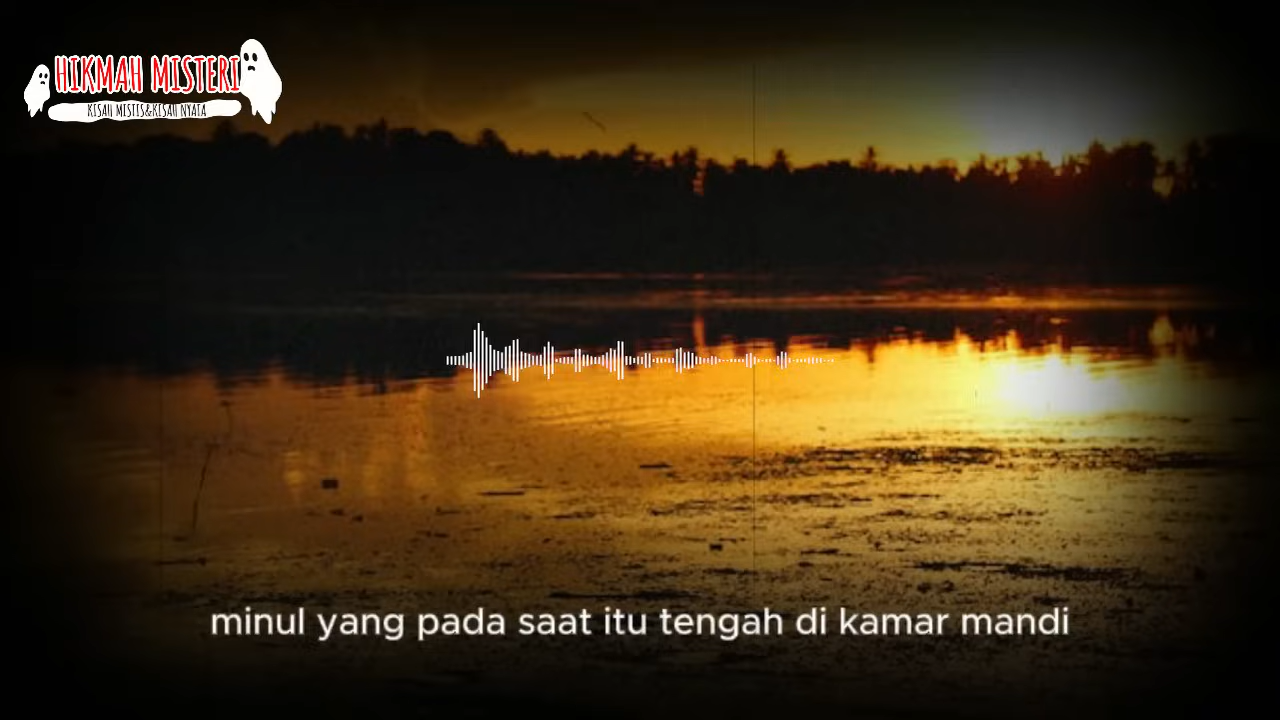 HIKMAH MISTERI
KISAH MISTIS&KISAH NYATA
minul yang pada saat itu tengah di kamar mandi